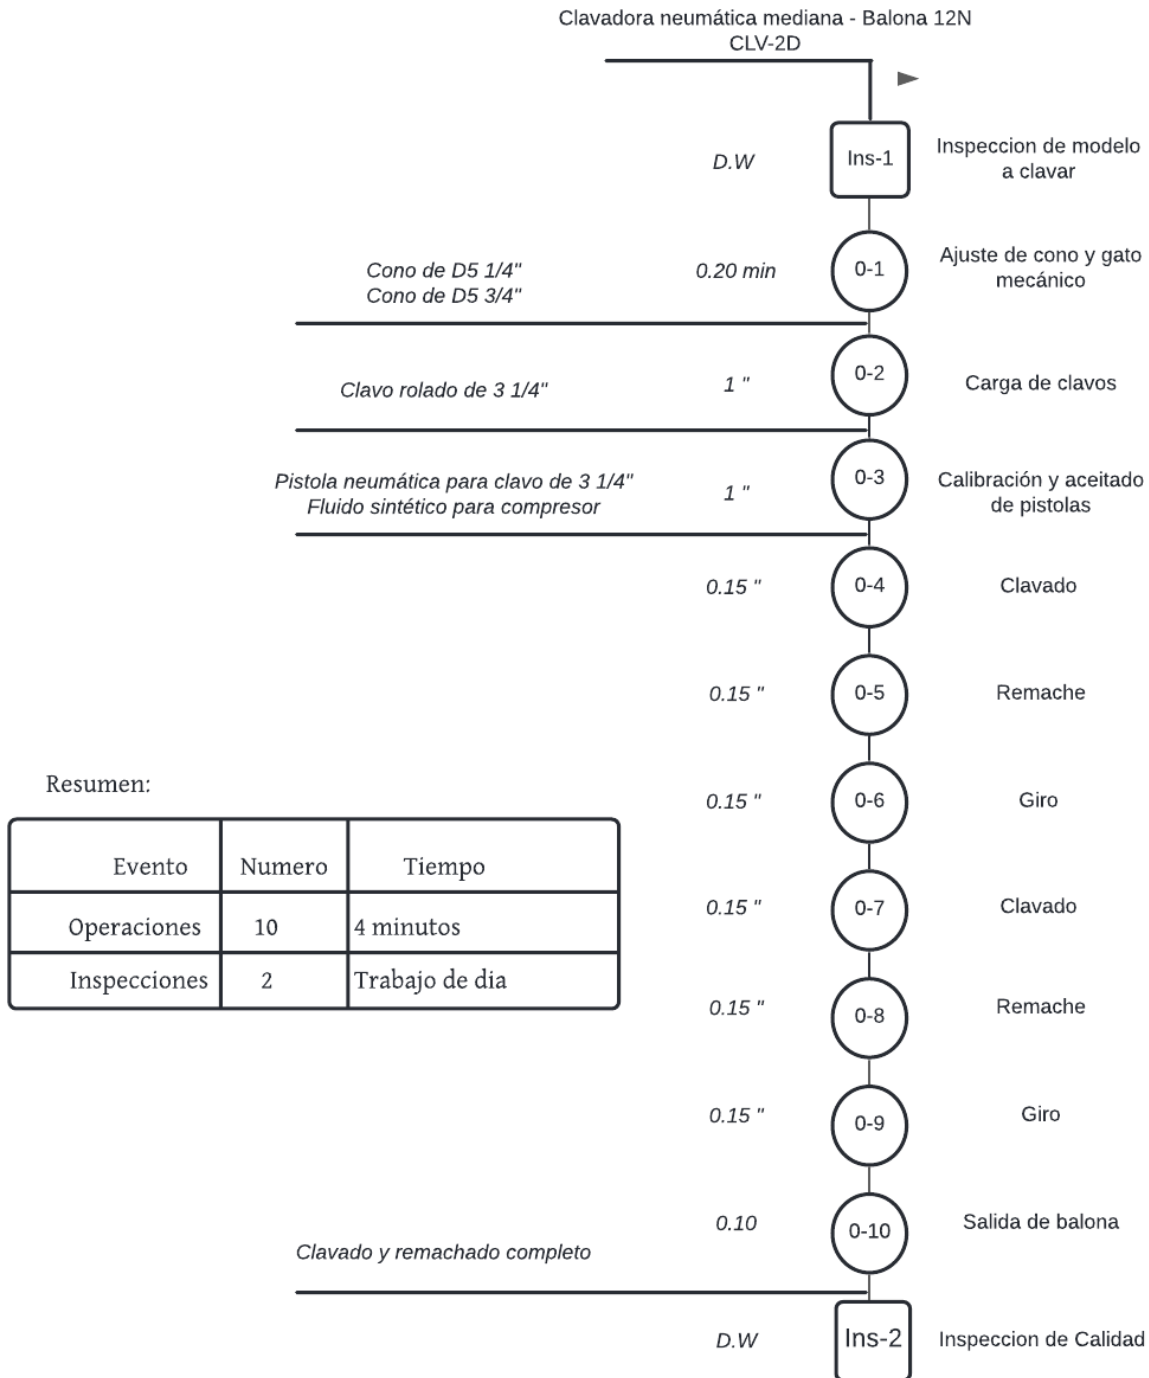 Clavadora neumática mediana - Balona 12N
CLV-2D
D.W
Ins-1
Inspeccion de modelo
a clavar
Cono de D5 1/4"
Cono de D5 3/4"
0.20 min
0-1
Ajuste de cono y gato
mecánico
Clavo rolado de 3 1/4"
1 "
0-2
Carga de clavos
Pistola neumática para clavo de 3 1/4"
Fluido sintético para compresor
1 "
0-3
Calibración y aceitado
de pistolas
0.15 "
0-4
Clavado
0.15 "
0-5
Remache
0.15 "
0-6
Giro
0.15 "
0-7
Clavado
0.15 "
0-8
Remache
0.15 "
0-9
Giro
0.10
0-10
Salida de balona
Clavado y remachado completo
D.W
Ins-2
Inspeccion de Calidad
Resumen:
Evento Numero Tiempo
Operaciones 10 4 minutos
Inspecciones 2 Trabajo de dia